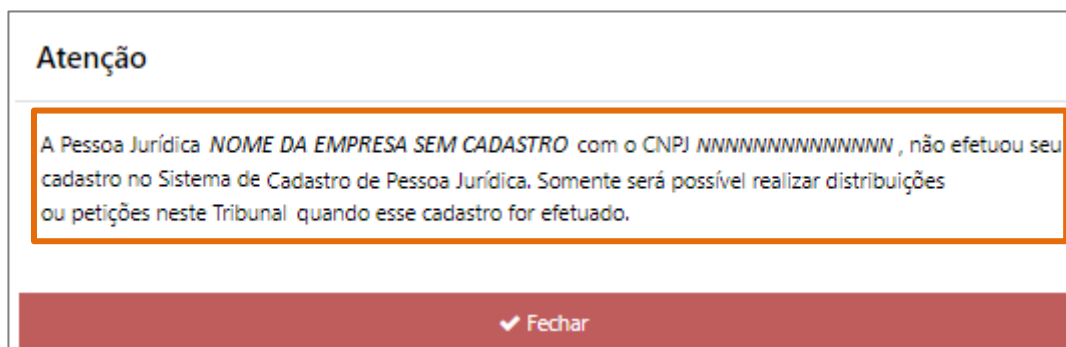 Atenção
A Pessoa Jurídica NOME DA EMPRESA SEM CADASTRO com o CNPJ NNNNNNNNNNNNNN , não efetuou seu
cadastro no Sistema de Cadastro de Pessoa Jurídica. Somente será possível realizar distribuições
ou petições neste Tribunal quando esse cadastro for efetuado.
Fechar